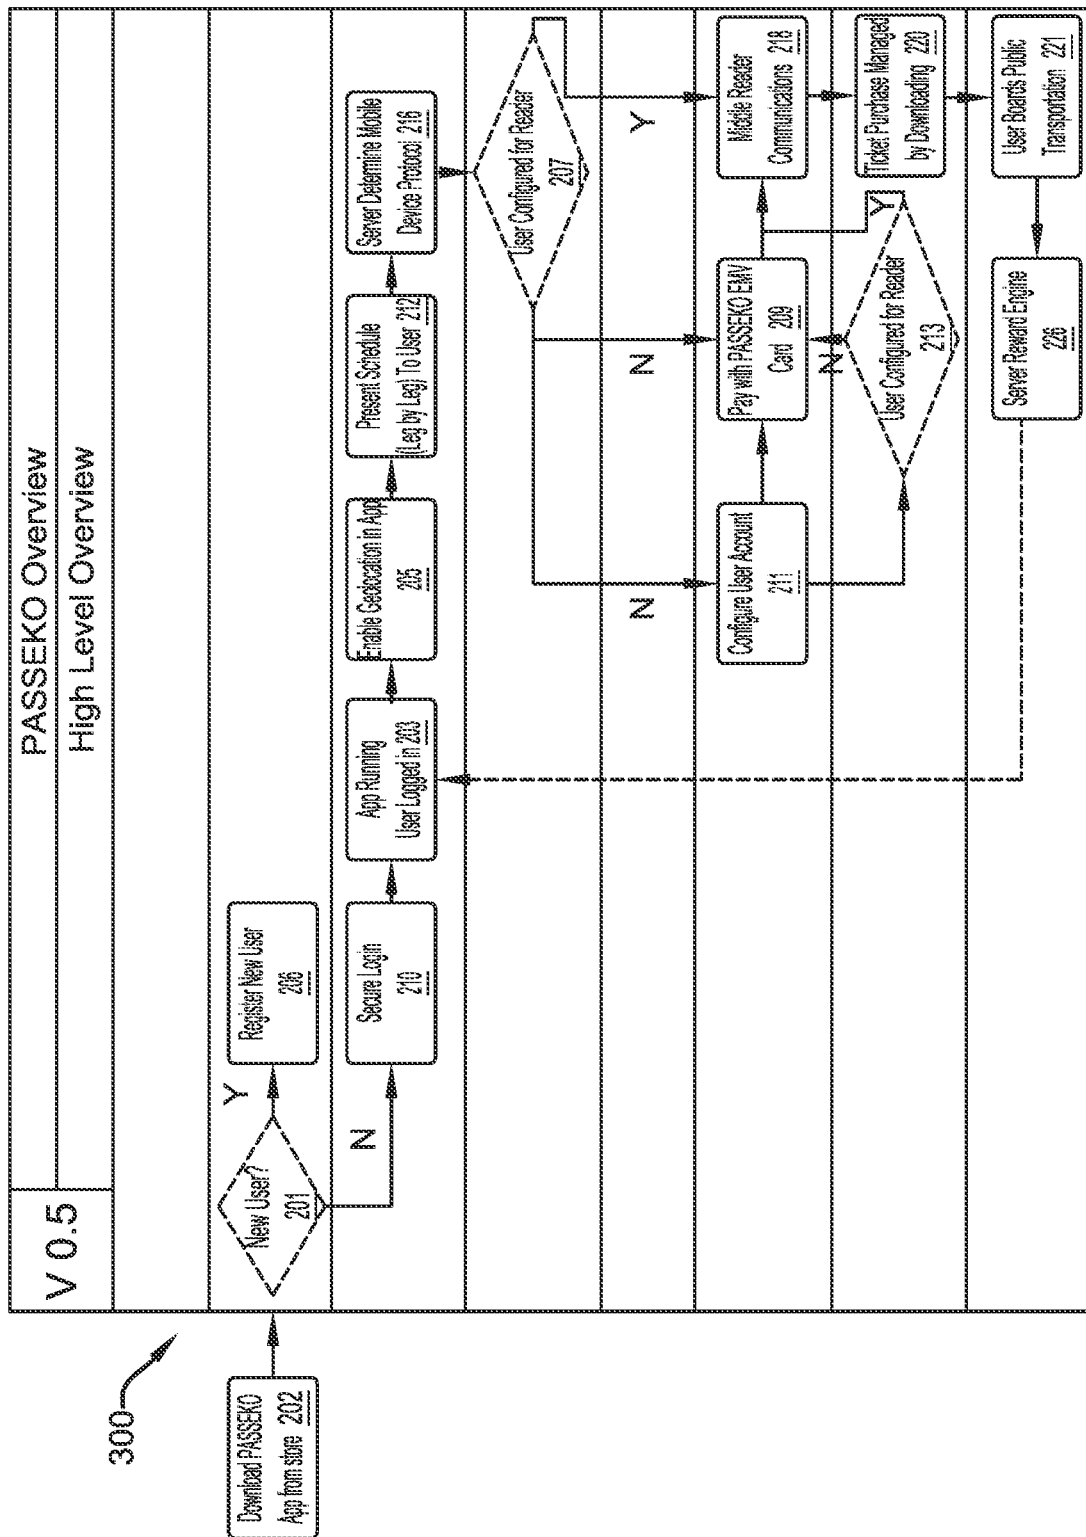 PASSEKO Overview
V 0.5
High Level Overview
300
Download PASSEKO
App from store 202
New User?
201
Y
Register New User
206
N
Secure Login
210
App Running
User Logged in 203
Enable Geolocation in App
205
Present Schedule
(Leg by Leg) To User 212
Server Determine Mobile
Device Protocol 216
User Configured for Reader
207
N
N
Y
Configure User Account
211
Pay with PASSEKO EMV
Card 209
Middle Reader
Communications 218
N
User Configured for Reader
213
Y
Ticket Purchase Managed
by Downloading 220
Server Reward Engine
226
User Boards Public
Transportation 221